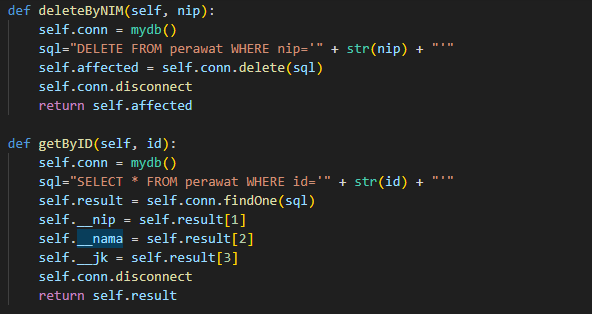 def deleteByNIM(self, nip):
    self.conn = mydb()
    sql="DELETE FROM perawat WHERE nip='" + str(nip) + "'"
    self.affected = self.conn.delete(sql)
    self.conn.disconnect
    return self.affected

def getByID(self, id):
    self.conn = mydb()
    sql="SELECT * FROM perawat WHERE id='" + str(id) + "'"
    self.result = self.conn.findOne(sql)
    self.__nip = self.result[1]
    self.__nama = self.result[2]
    self.__jk = self.result[3]
    self.conn.disconnect
    return self.result